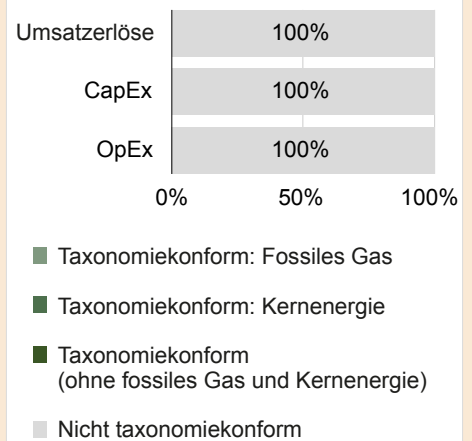 Umsatzerlöse 100%
CapEx 100%
OpEx 100%
0% 50% 100%
Taxonomiekonform: Fossiles Gas
Taxonomiekonform: Kernenergie
Taxonomiekonform
(ohne fossiles Gas und Kernenergie)
Nicht taxonomiekonform